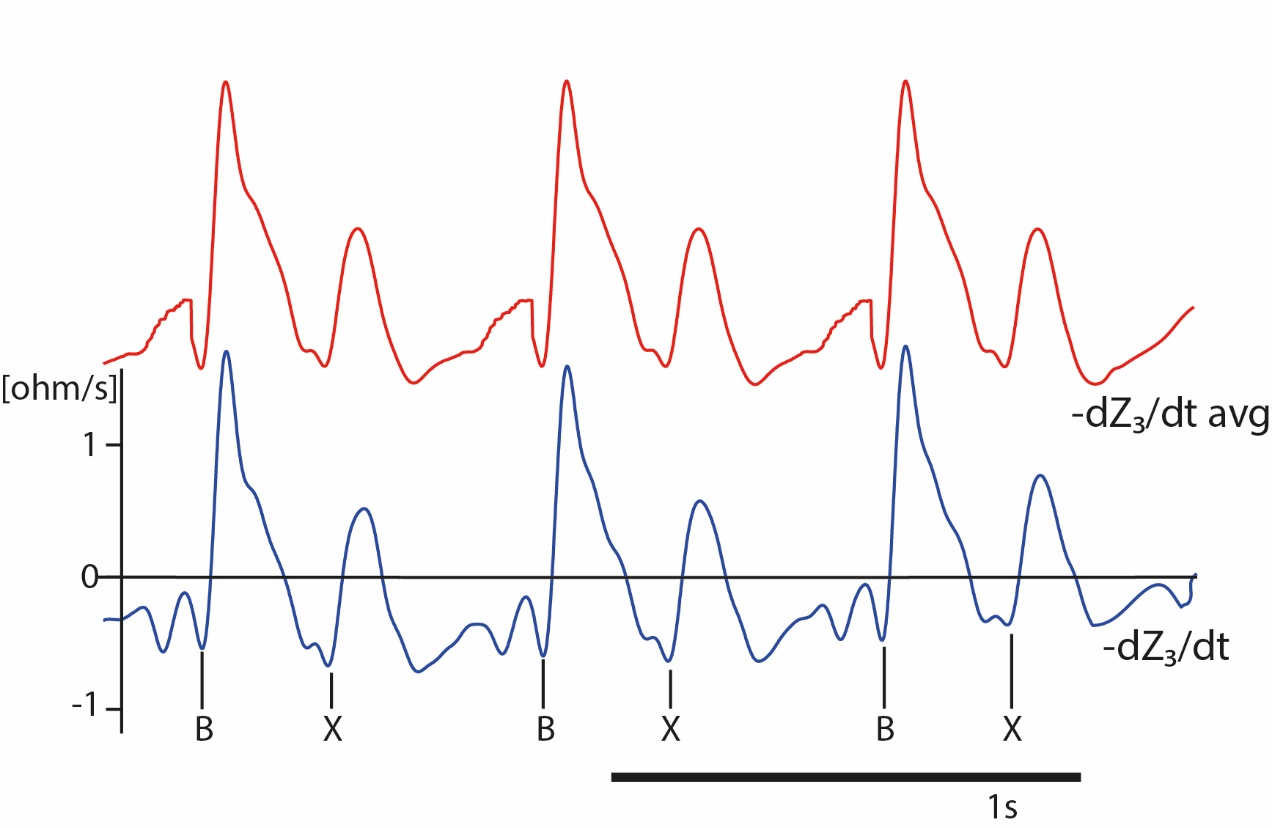 [ohm/s]
-dZ₃/dt avg
1
0
-dZ₃/dt
-1
B X B X B X
1s